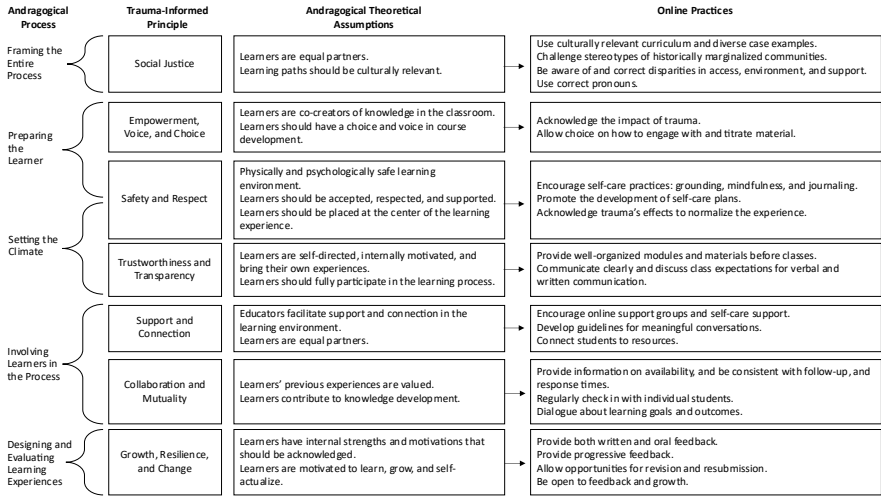 Andragogical
Process
Trauma-Informed
Principle
Andragogical Theoretical
Assumptions
Online Practices
Framing the
Entire
Process
Social Justice
Learners are equal partners.
Learning paths should be culturally relevant.
Use culturally relevant curriculum and diverse case examples.
Challenge stereotypes of historically marginalized communities.
Be aware of and correct disparities in access, environment, and support.
Use correct pronouns.
Preparing
the
Learner
Empowerment,
Voice, and Choice
Learners are co-creators of knowledge in the classroom.
Learners should have a choice and voice in course
development.
Acknowledge the impact of trauma.
Allow choice on how to engage with and titrate material.
Safety and Respect
Physically and psychologically safe learning
environment.
Learners should be accepted, respected, and supported.
Learners should be placed at the center of the learning
experience.
Encourage self-care practices: grounding, mindfulness, and journaling.
Promote the development of self-care plans.
Acknowledge trauma's effects to normalize the experience.
Setting the
Climate
Trustworthiness and
Transparency
Learners are self-directed, internally motivated, and
bring their own experiences.
Learners should fully participate in the learning process.
Provide well-organized modules and materials before classes.
Communicate clearly and discuss class expectations for verbal and
written communication.
Involving
Learners in
the Process
Support and
Connection
Educators facilitate support and connection in the
learning environment.
Learners are equal partners.
Encourage online support groups and self-care support.
Develop guidelines for meaningful conversations.
Connect students to resources.
Collaboration and
Mutuality
Learners' previous experiences are valued.
Learners contribute to knowledge development.
Provide information on availability, and be consistent with follow-up, and
response times.
Regularly check in with individual students.
Dialogue about learning goals and outcomes.
Designing and
Evaluating
Learning
Experiences
Growth, Resilience,
and Change
Learners have internal strengths and motivations that
should be acknowledged.
Learners are motivated to learn, grow, and self-
actualize.
Provide both written and oral feedback.
Provide progressive feedback.
Allow opportunities for revision and resubmission.
Be open to feedback and growth.